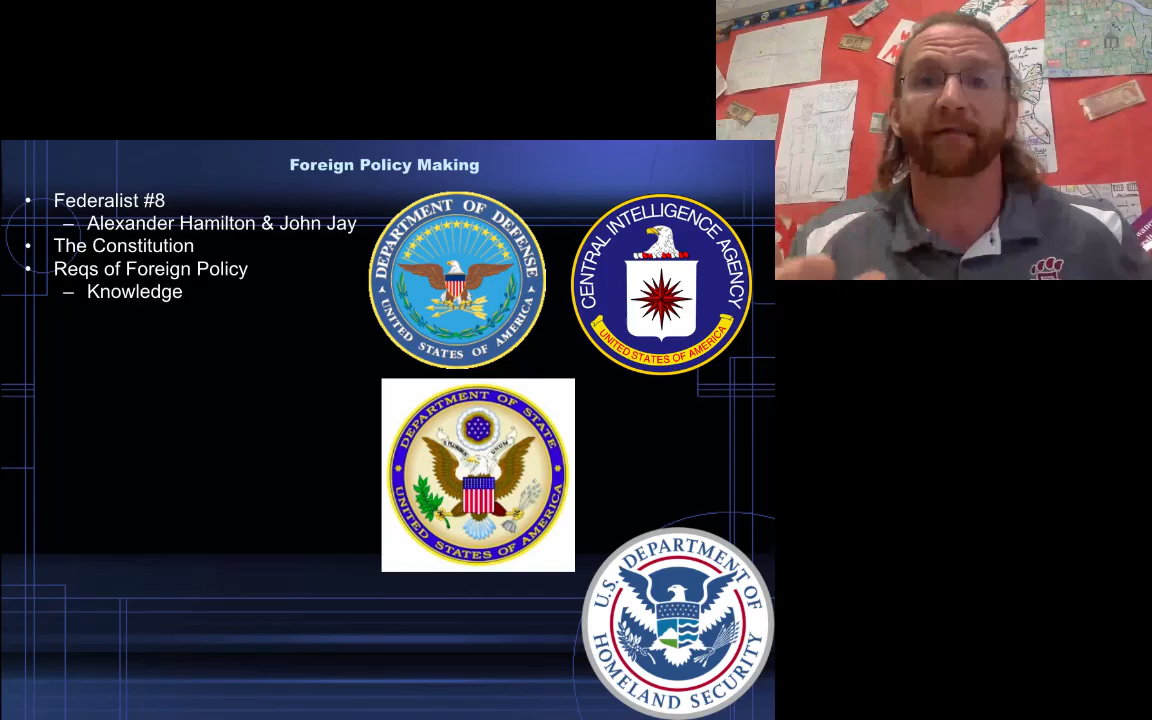 Foreign Policy Making
• Federalist #8
– Alexander Hamilton & John Jay
• The Constitution
• Reqs of Foreign Policy
– Knowledge
DEPARTMENT OF DEFENSE
UNITED STATES OF AMERICA
CENTRAL INTELLIGENCE AGENCY
UNITED STATES OF AMERICA
DEPARTMENT OF STATE
E PLURIBUS UNUM
UNITED STATES OF AMERICA
U.S. DEPARTMENT OF
HOMELAND SECURITY